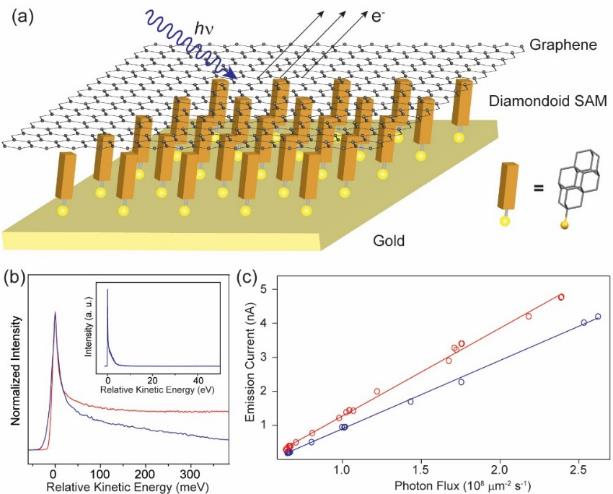 (a)
hν
e-
Graphene
Diamondoid SAM
=
Gold
(b)
Normalized Intensity
Intensity (a. u.)
0 20 40
Relative Kinetic Energy (eV)
0 100 200 300
Relative Kinetic Energy (meV)
(c)
Emission Current (nA)
5
4
3
2
1
1.0 1.5 2.0 2.5
Photon Flux (10⁸ μm⁻² s⁻¹)